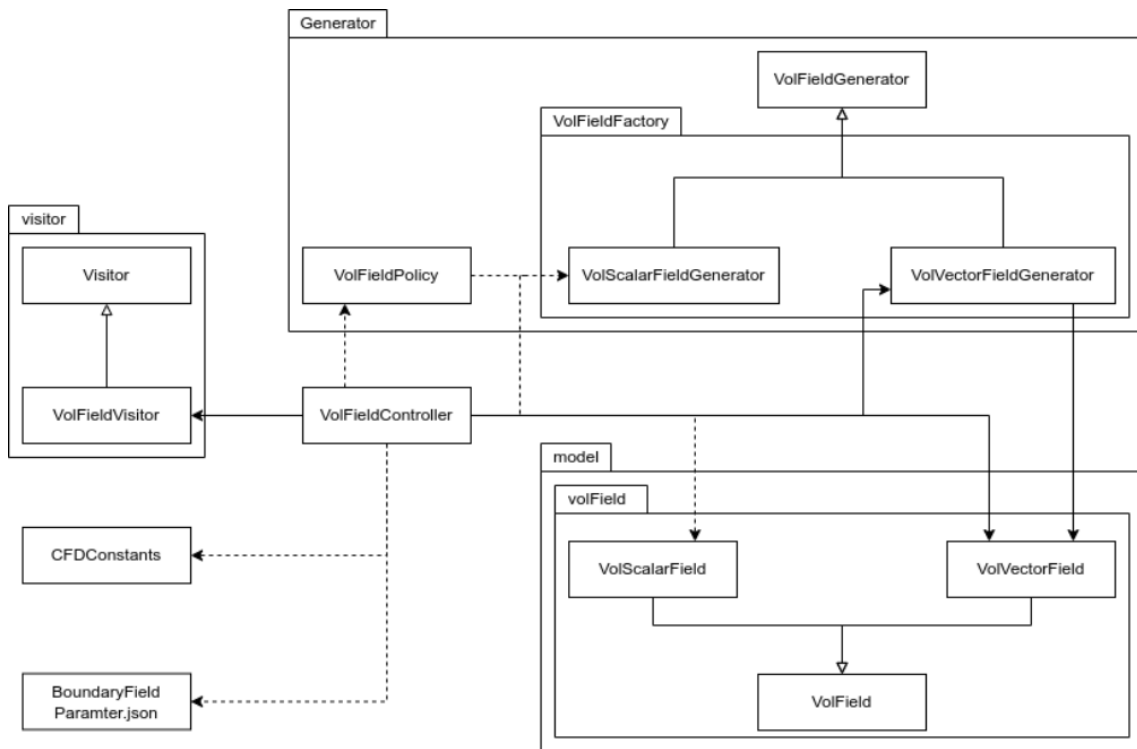 Generator
VolFieldGenerator
VolFieldFactory
visitor
Visitor
VolFieldPolicy
VolScalarFieldGenerator
VolVectorFieldGenerator
VolFieldVisitor
VolFieldController
model
volField
CFDConstants
VolScalarField
VolVectorField
BoundaryField
Paramter.json
VolField